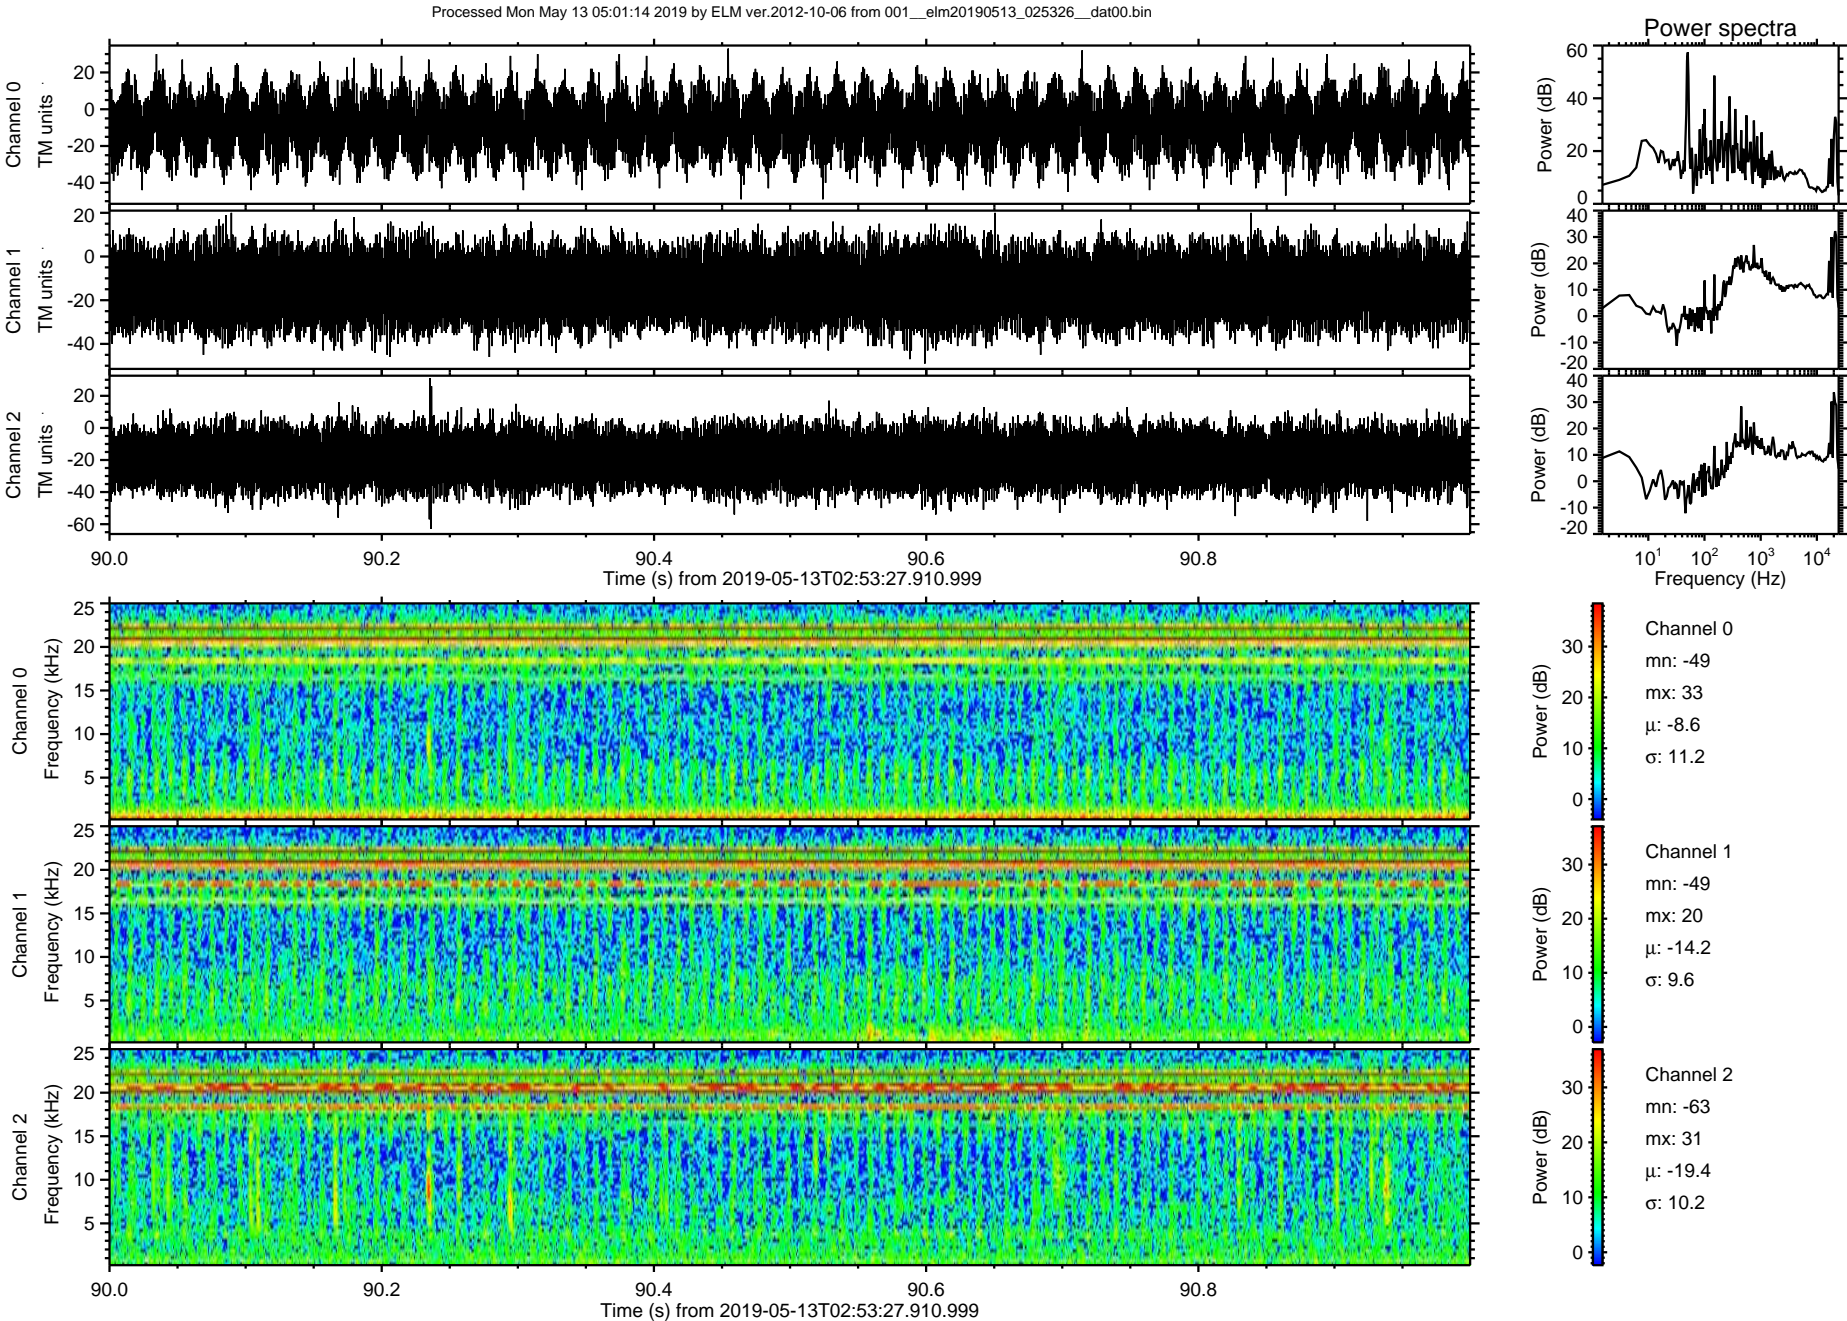 Processed Mon May 13 05:01:14 2019 by ELM ver.2012-10-06 from 001__elm20190513_025326__dat00.bin
Power spectra
Channel 0
TM units
20
0
-20
-40
Power (dB)
60
40
20
0
Channel 1
TM units
20
0
-20
-40
Power (dB)
40
30
20
10
0
-10
-20
Channel 2
TM units
20
0
-20
-40
-60
Power (dB)
40
30
20
10
0
-10
-20
90.0 90.2 90.4 90.6 90.8
Time (s) from 2019-05-13T02:53:27.910.999
10¹ 10² 10³ 10⁴
Frequency (Hz)
Channel 0
Frequency (kHz)
25
20
15
10
5
Power (dB)
30
20
10
0
Channel 0
mn: -49
mx: 33
μ: -8.6
σ: 11.2
Channel 1
Frequency (kHz)
25
20
15
10
5
Power (dB)
30
20
10
0
Channel 1
mn: -49
mx: 20
μ: -14.2
σ: 9.6
Channel 2
Frequency (kHz)
25
20
15
10
5
Power (dB)
30
20
10
0
Channel 2
mn: -63
mx: 31
μ: -19.4
σ: 10.2
90.0 90.2 90.4 90.6 90.8
Time (s) from 2019-05-13T02:53:27.910.999